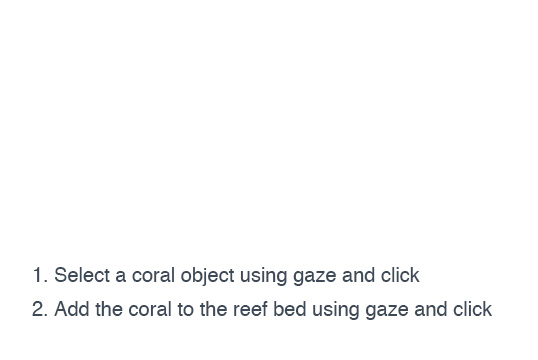 1. Select a coral object using gaze and click
2. Add the coral to the reef bed using gaze and click